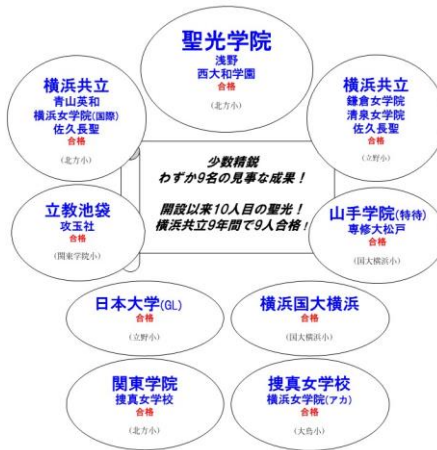 聖光学院
浅野
西大和学園
合格
(北方小)
横浜共立
青山英和
横浜女学院(国際)
佐久長聖
合格
(北方小)
横浜共立
鎌倉女学院
清泉女学院
佐久長聖
合格
(立野小)
少数精鋭
わずか9名の見事な成果！
開設以来10人目の聖光！
横浜共立9年間で9人合格！
立教池袋
攻玉社
合格
(関東学院小)
山手学院(特待)
専修大松戸
合格
(国大横浜小)
日本大学(GL)
合格
(立野小)
横浜国大横浜
合格
(国大横浜小)
関東学院
捜真女学校
合格
(北方小)
捜真女学校
横浜女学院(アカ)
合格
(大鳥小)